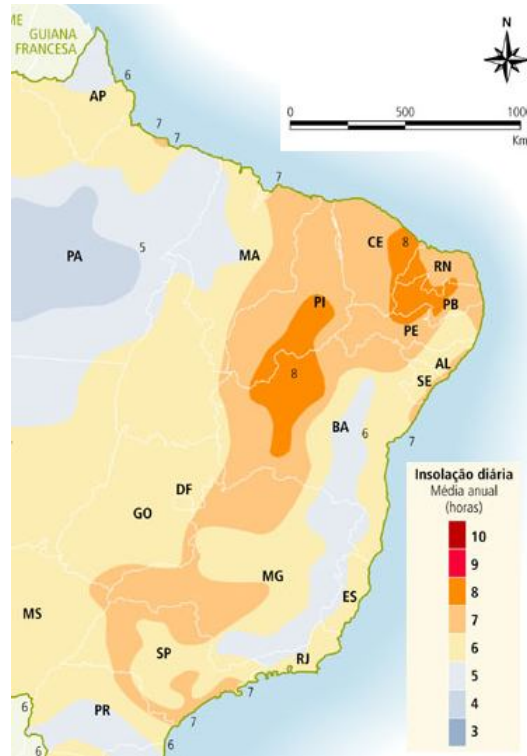 ME
GUIANA
FRANCESA
N
0 500 1000
Km
6
AP
7
7
7
PA
5
MA
CE
8
RN
PI
PB
PE
8
AL
SE
BA
6
7
DF
GO
MG
ES
MS
SP
RJ
7
PR
7
6
6
6
Insolação diária
Média anual
(horas)
10
9
8
7
6
5
4
3